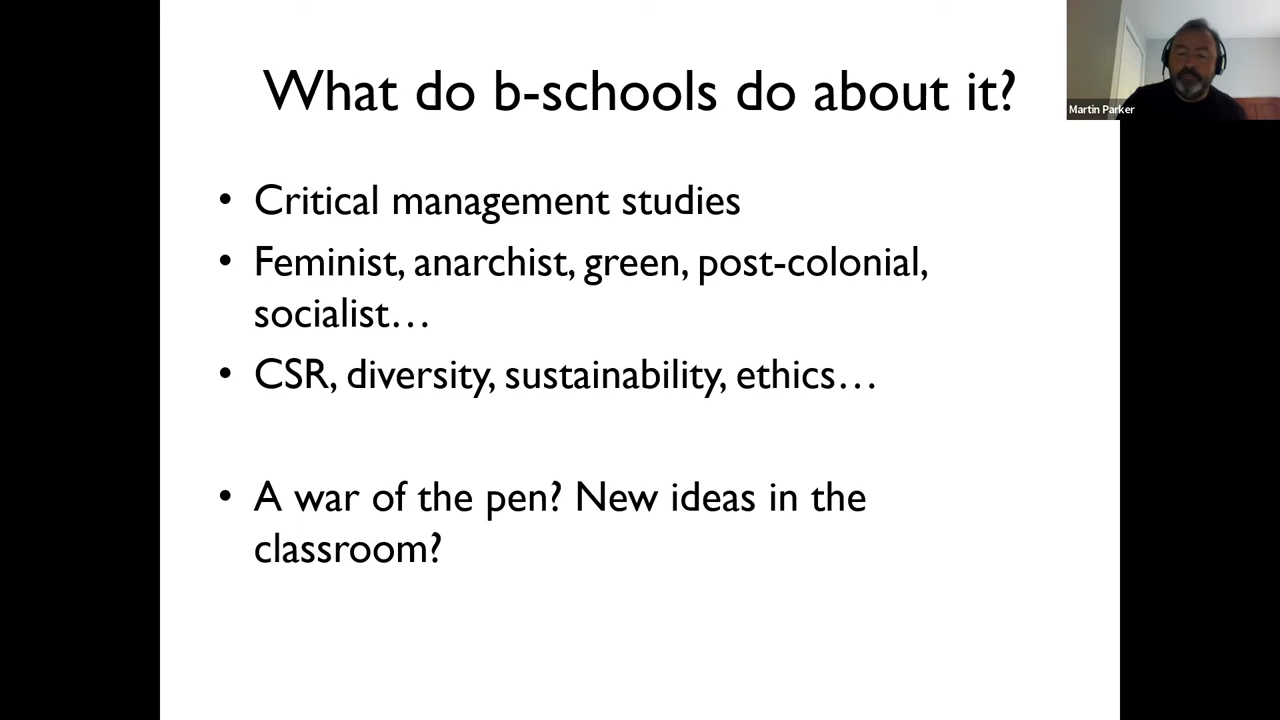 What do b-schools do about it?
Martin Parker
• Critical management studies
• Feminist, anarchist, green, post-colonial,
socialist…
• CSR, diversity, sustainability, ethics…
• A war of the pen? New ideas in the
classroom?